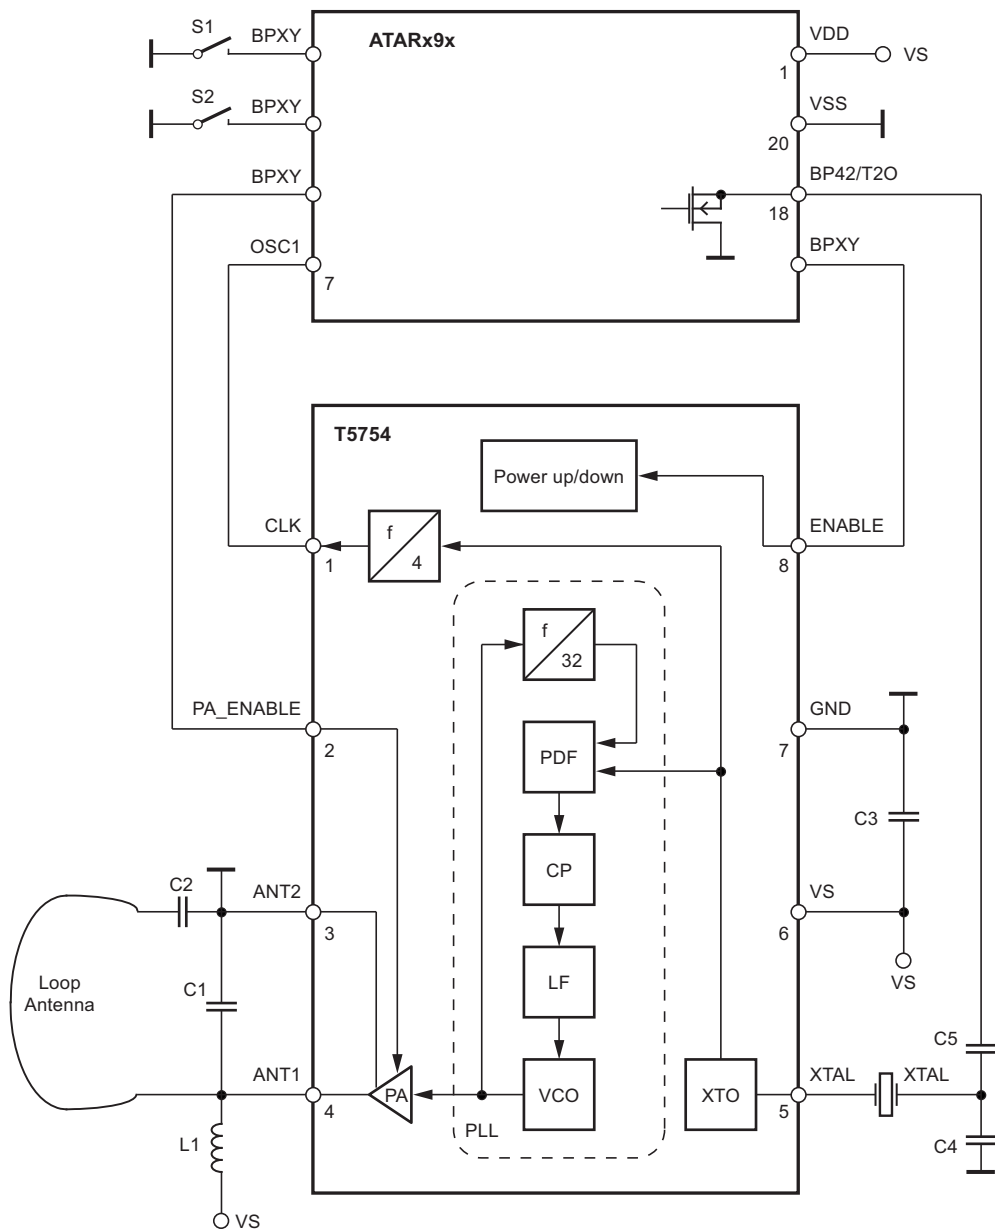 S1
BPXY
ATARx9x
VDD
1
VS
S2
BPXY
VSS
20
BPXY
BP42/T2O
18
OSC1
7
BPXY
T5754
Power up/down
CLK
1
f
4
ENABLE
8
f
32
PA_ENABLE
2
PDF
GND
7
C3
CP
C2
ANT2
3
VS
6
VS
Loop
Antenna
C1
LF
C5
ANT1
4
PA
VCO
PLL
XTO
XTAL
5
XTAL
C4
L1
VS